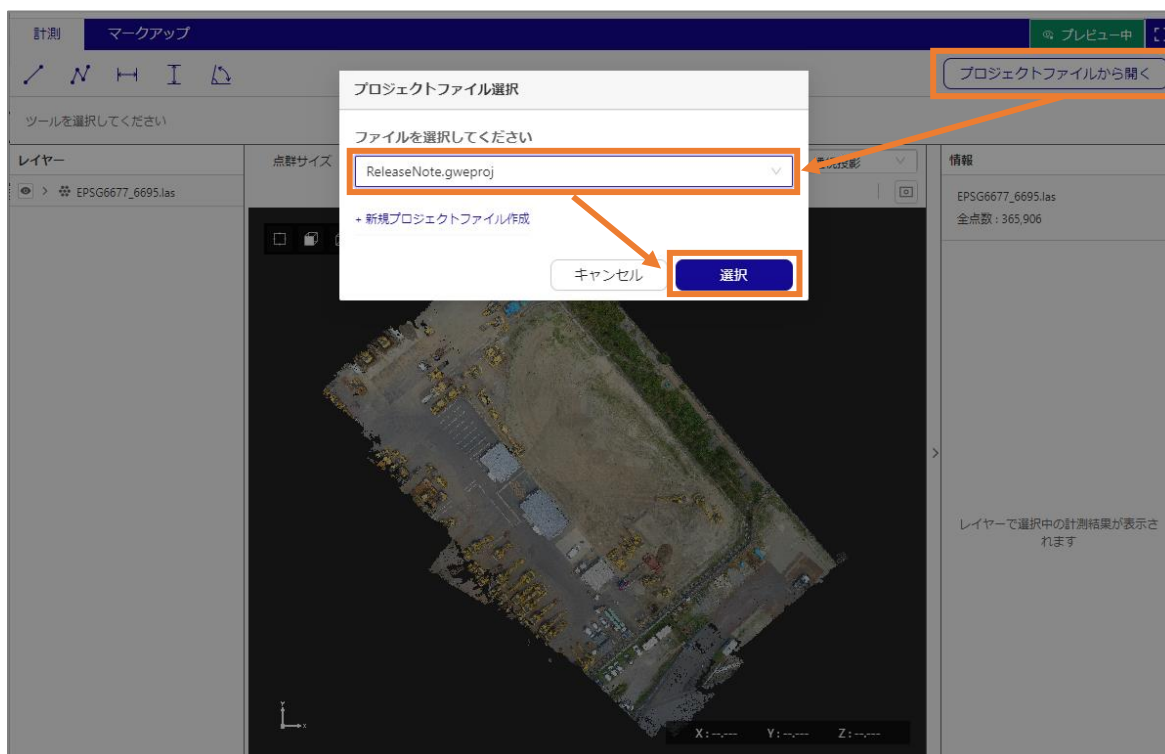 計測 マークアップ プレビュー中
プロジェクトファイルから開く
プロジェクトファイル選択
ツールを選択してください
ファイルを選択してください
レイヤー
点群サイズ
情報
ReleaseNote.gweproj
EPSG6677_6695.las
EPSG6677_6695.las
全点数 : 365,906
+ 新規プロジェクトファイル作成
キャンセル 選択
レイヤーで選択中の計測結果が表示さ
れます
Y
X
X : --.--- Y : --.--- Z : --.---